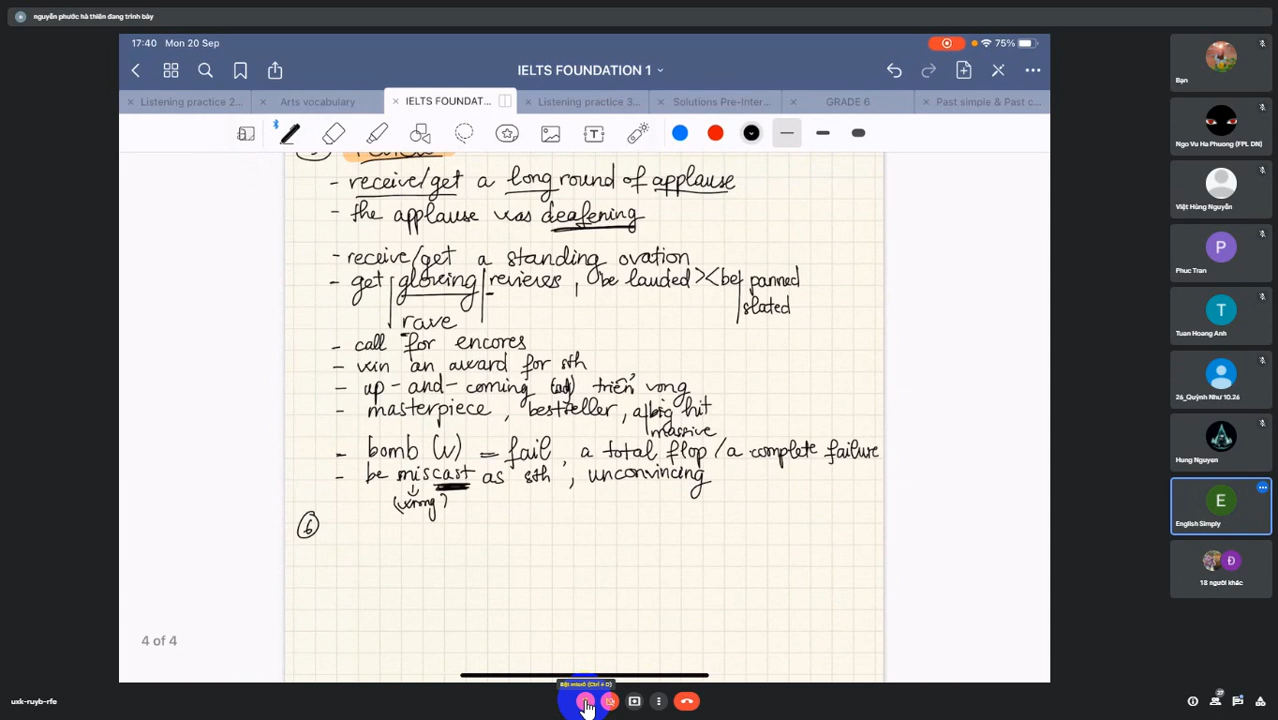 nguyễn phước hà thiên đang trình bày
17:40 Mon 20 Sep
75%
IELTS FOUNDATION 1
Listening practice 2...
Arts vocabulary
IELTS FOUNDAT...
Listening practice 3...
Solutions Pre-Inter...
GRADE 6
Past simple & Past c...
- receive/get a long round of applause
- the applause was deafening
- receive/get a standing ovation
- get glowing reviews, be lauded >< be panned
slated
rave
- call for encores
- win an award for sth
- up-and-coming (adj) triển vọng
- masterpiece, bestseller, a big hit
massive
- bomb (v) = fail, a total flop/a complete failure
- be miscast as sth, unconvincing
(wrong)
6
4 of 4
Bạn
Ngo Vu Ha Phuong (FPL DN)
Việt Hùng Nguyễn
P
Phuc Tran
T
Tuan Hoang Anh
26_Quỳnh Như 10.26
Hung Nguyen
E
English Simply
Đ
18 người khác
Bật micrô (Ctrl + D)
uxk-ruyb-rfe
27